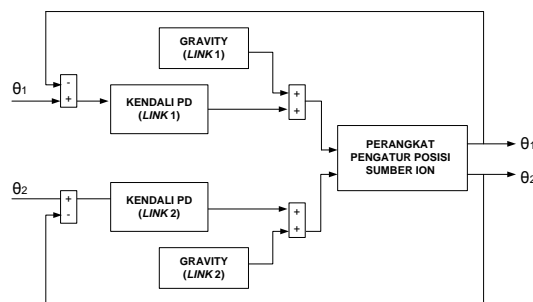 GRAVITY
(LINK 1)
-
+
θ1
KENDALI PD
(LINK 1)
+
+
PERANGKAT
PENGATUR POSISI
SUMBER ION
θ1
θ2
θ2
+
-
KENDALI PD
(LINK 2)
+
+
GRAVITY
(LINK 2)